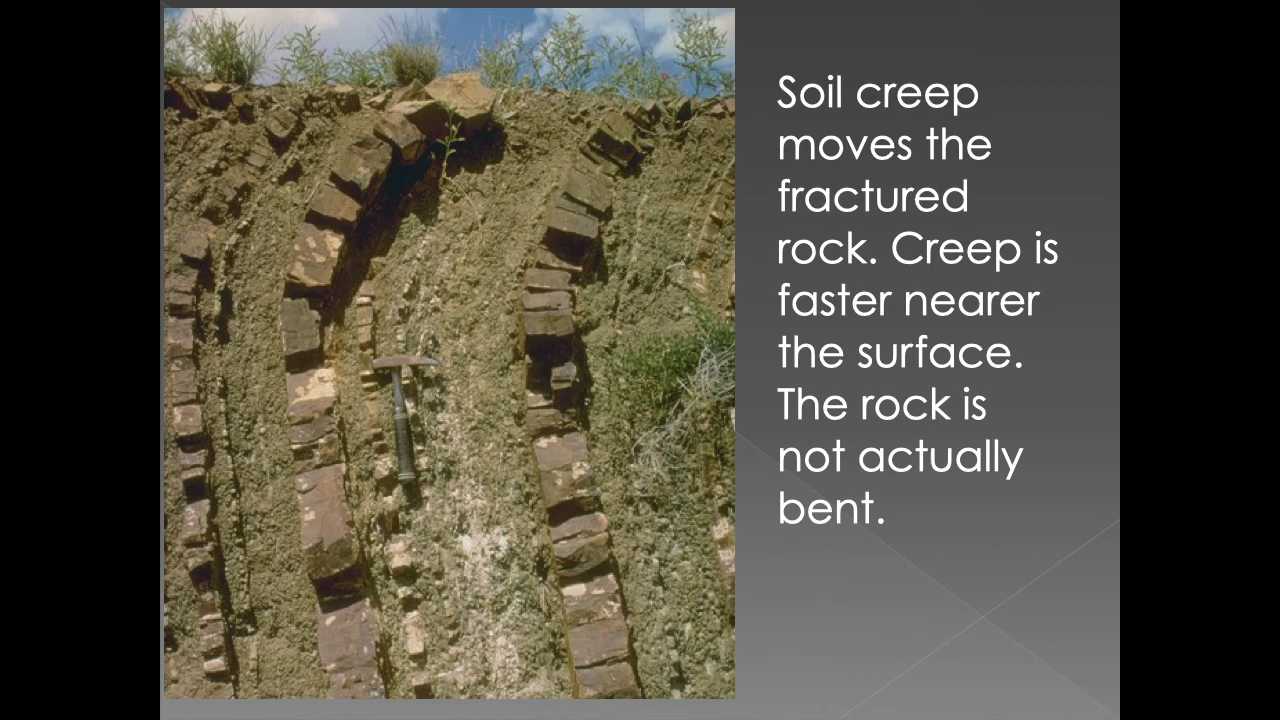 Soil creep
moves the
fractured
rock. Creep is
faster nearer
the surface.
The rock is
not actually
bent.